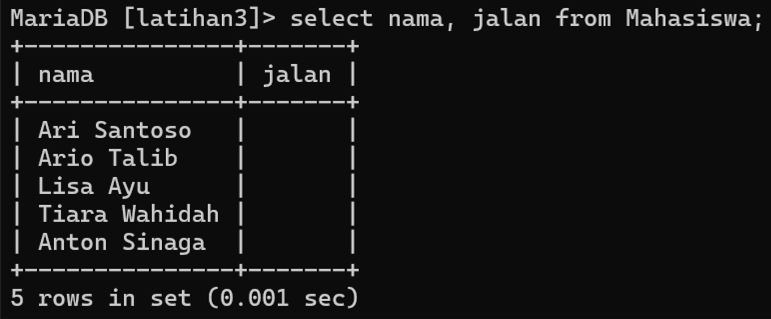 MariaDB [latihan3]> select nama, jalan from Mahasiswa;
+---------------+-------+
| nama          | jalan |
+---------------+-------+
| Ari Santoso   |       |
| Ario Talib    |       |
| Lisa Ayu      |       |
| Tiara Wahidah |       |
| Anton Sinaga  |       |
+---------------+-------+
5 rows in set (0.001 sec)